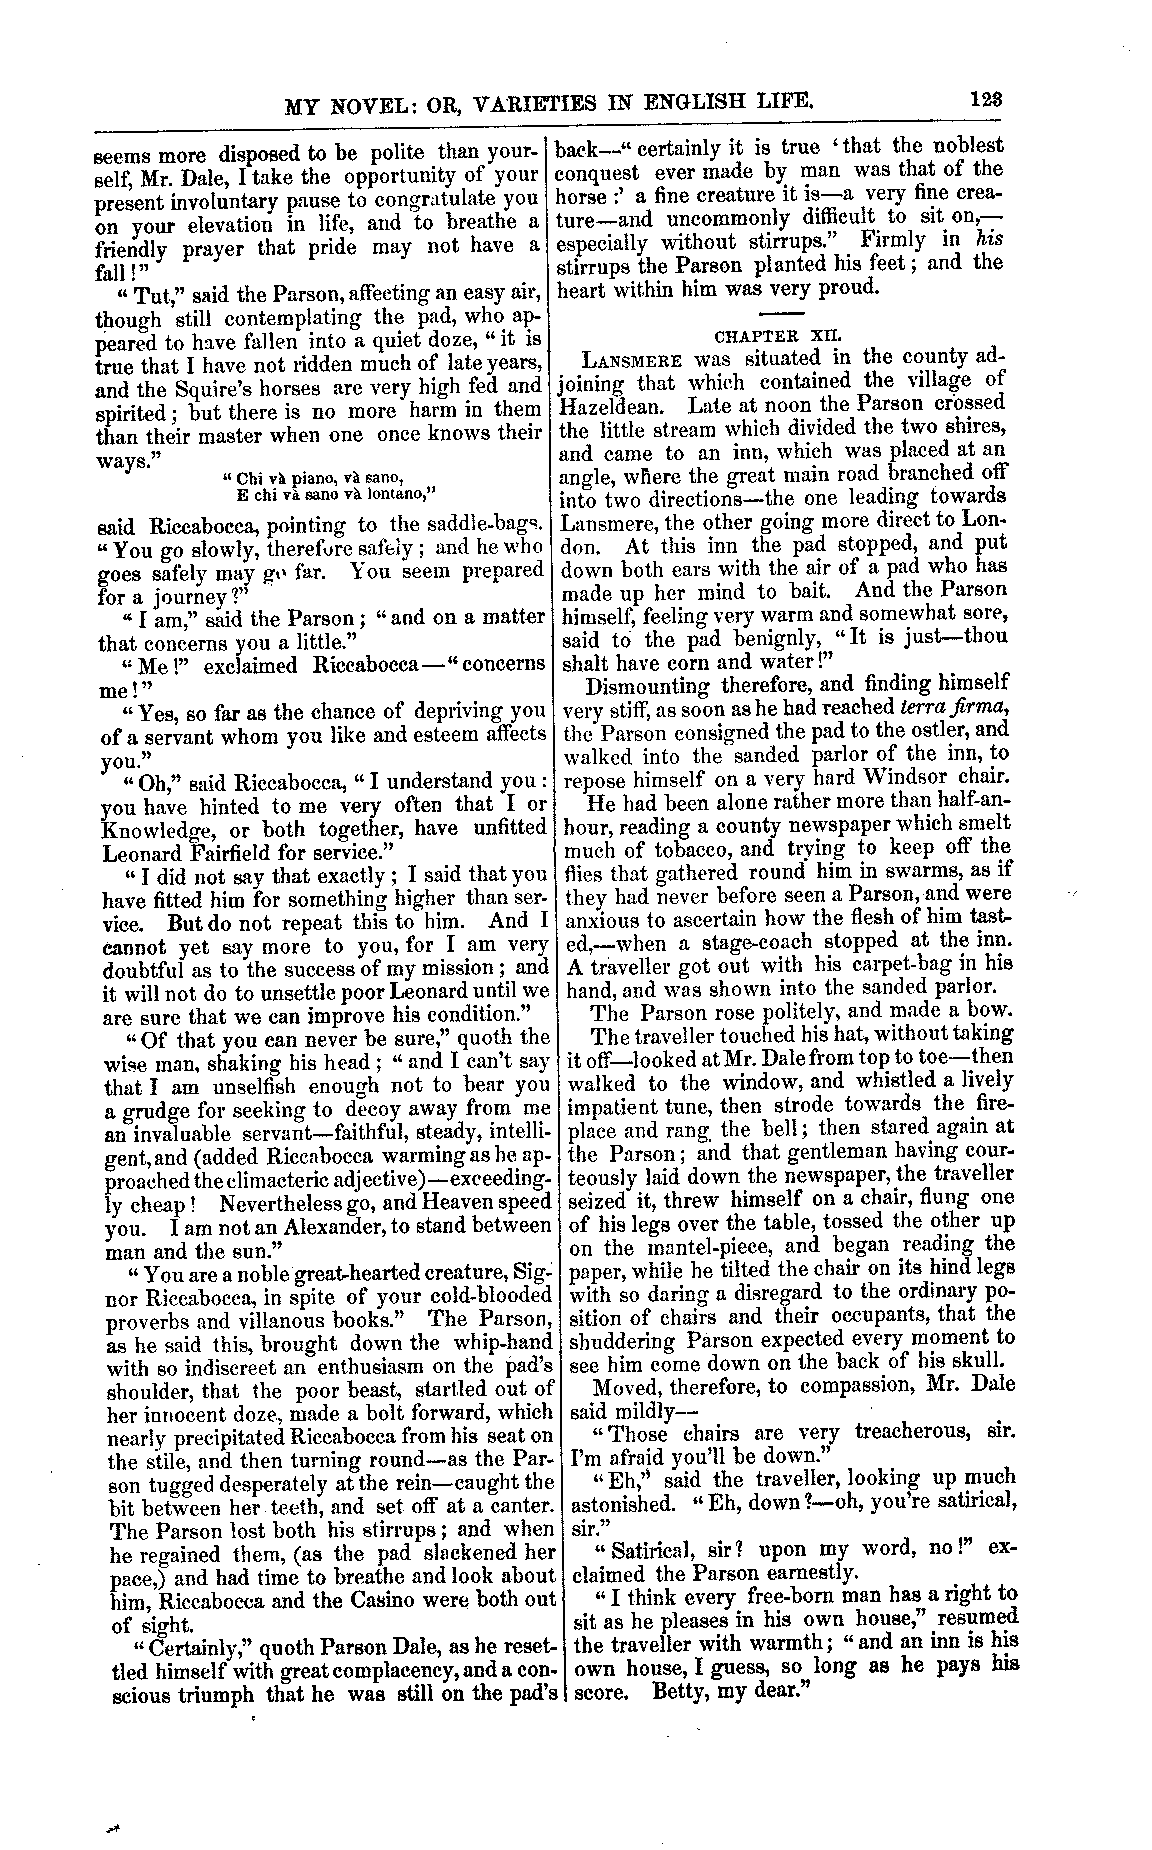 MY NOVEL: OR, VARIETIES IN ENGLISH LIFE. 123
seems more disposed to be polite than your-
self, Mr. Dale, I take the opportunity of your
present involuntary pause to congratulate you
on your elevation in life, and to breathe a
friendly prayer that pride may not have a
fall!"
"Tut," said the Parson, affecting an easy air,
though still contemplating the pad, who ap-
peared to have fallen into a quiet doze, "it is
true that I have not ridden much of late years,
and the Squire's horses are very high fed and
spirited; but there is no more harm in them
than their master when one once knows their
ways."
"Chi và piano, và sano,
E chi và sano và lontano,"
said Riccabocca, pointing to the saddle-bags.
"You go slowly, therefore safely; and he who
goes safely may go far. You seem prepared
for a journey?"
"I am," said the Parson; "and on a matter
that concerns you a little."
"Me!" exclaimed Riccabocca—"concerns
me!"
"Yes, so far as the chance of depriving you
of a servant whom you like and esteem affects
you."
"Oh," said Riccabocca, "I understand you:
you have hinted to me very often that I or
Knowledge, or both together, have unfitted
Leonard Fairfield for service."
"I did not say that exactly; I said that you
have fitted him for something higher than ser-
vice. But do not repeat this to him. And I
cannot yet say more to you, for I am very
doubtful as to the success of my mission; and
it will not do to unsettle poor Leonard until we
are sure that we can improve his condition."
"Of that you can never be sure," quoth the
wise man, shaking his head; "and I can't say
that I am unselfish enough not to bear you
a grudge for seeking to decoy away from me
an invaluable servant—faithful, steady, intelli-
gent, and (added Riccabocca warming as he ap-
proached the climacteric adjective)—exceeding-
ly cheap! Nevertheless go, and Heaven speed
you. I am not an Alexander, to stand between
man and the sun."
"You are a noble great-hearted creature, Sig-
nor Riccabocca, in spite of your cold-blooded
proverbs and villanous books." The Parson,
as he said this, brought down the whip-hand
with so indiscreet an enthusiasm on the pad's
shoulder, that the poor beast, startled out of
her innocent doze, made a bolt forward, which
nearly precipitated Riccabocca from his seat on
the stile, and then turning round—as the Par-
son tugged desperately at the rein—caught the
bit between her teeth, and set off at a canter.
The Parson lost both his stirrups; and when
he regained them, (as the pad slackened her
pace,) and had time to breathe and look about
him, Riccabocca and the Casino were both out
of sight.
"Certainly," quoth Parson Dale, as he reset-
tled himself with great complacency, and a con-
scious triumph that he was still on the pad's
back—"certainly it is true 'that the noblest
conquest ever made by man was that of the
horse:' a fine creature it is—a very fine crea-
ture—and uncommonly difficult to sit on,—
especially without stirrups." Firmly in his
stirrups the Parson planted his feet; and the
heart within him was very proud.
CHAPTER XII.
LANSMERE was situated in the county ad-
joining that which contained the village of
Hazeldean. Late at noon the Parson crossed
the little stream which divided the two shires,
and came to an inn, which was placed at an
angle, where the great main road branched off
into two directions—the one leading towards
Lansmere, the other going more direct to Lon-
don. At this inn the pad stopped, and put
down both ears with the air of a pad who has
made up her mind to bait. And the Parson
himself, feeling very warm and somewhat sore,
said to the pad benignly, "It is just—thou
shalt have corn and water!"
Dismounting therefore, and finding himself
very stiff, as soon as he had reached terra firma,
the Parson consigned the pad to the ostler, and
walked into the sanded parlor of the inn, to
repose himself on a very hard Windsor chair.
He had been alone rather more than half-an-
hour, reading a county newspaper which smelt
much of tobacco, and trying to keep off the
flies that gathered round him in swarms, as if
they had never before seen a Parson, and were
anxious to ascertain how the flesh of him tast-
ed,—when a stage-coach stopped at the inn.
A traveller got out with his carpet-bag in his
hand, and was shown into the sanded parlor.
The Parson rose politely, and made a bow.
The traveller touched his hat, without taking
it off—looked at Mr. Dale from top to toe—then
walked to the window, and whistled a lively
impatient tune, then strode towards the fire-
place and rang the bell; then stared again at
the Parson; and that gentleman having cour-
teously laid down the newspaper, the traveller
seized it, threw himself on a chair, flung one
of his legs over the table, tossed the other up
on the mantel-piece, and began reading the
paper, while he tilted the chair on its hind legs
with so daring a disregard to the ordinary po-
sition of chairs and their occupants, that the
shuddering Parson expected every moment to
see him come down on the back of his skull.
Moved, therefore, to compassion, Mr. Dale
said mildly—
"Those chairs are very treacherous, sir.
I'm afraid you'll be down."
"Eh," said the traveller, looking up much
astonished. "Eh, down?—oh, you're satirical,
sir."
"Satirical, sir? upon my word, no!" ex-
claimed the Parson earnestly.
"I think every free-born man has a right to
sit as he pleases in his own house," resumed
the traveller with warmth; "and an inn is his
own house, I guess, so long as he pays his
score. Betty, my dear."